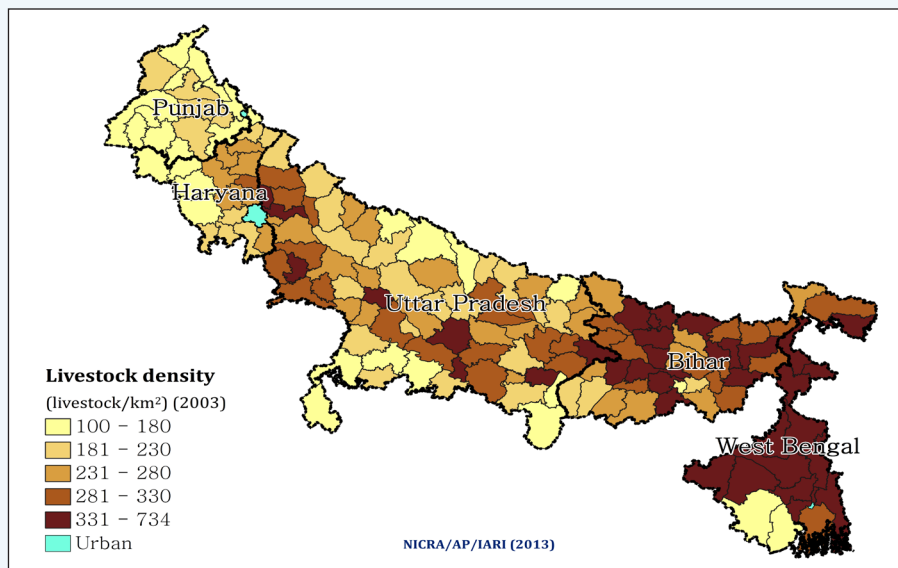 Punjab
Haryana
Uttar Pradesh
Bihar
West Bengal
Livestock density
(livestock/km²) (2003)
100 - 180
181 - 230
231 - 280
281 - 330
331 - 734
Urban
NICRA/AP/IARI (2013)